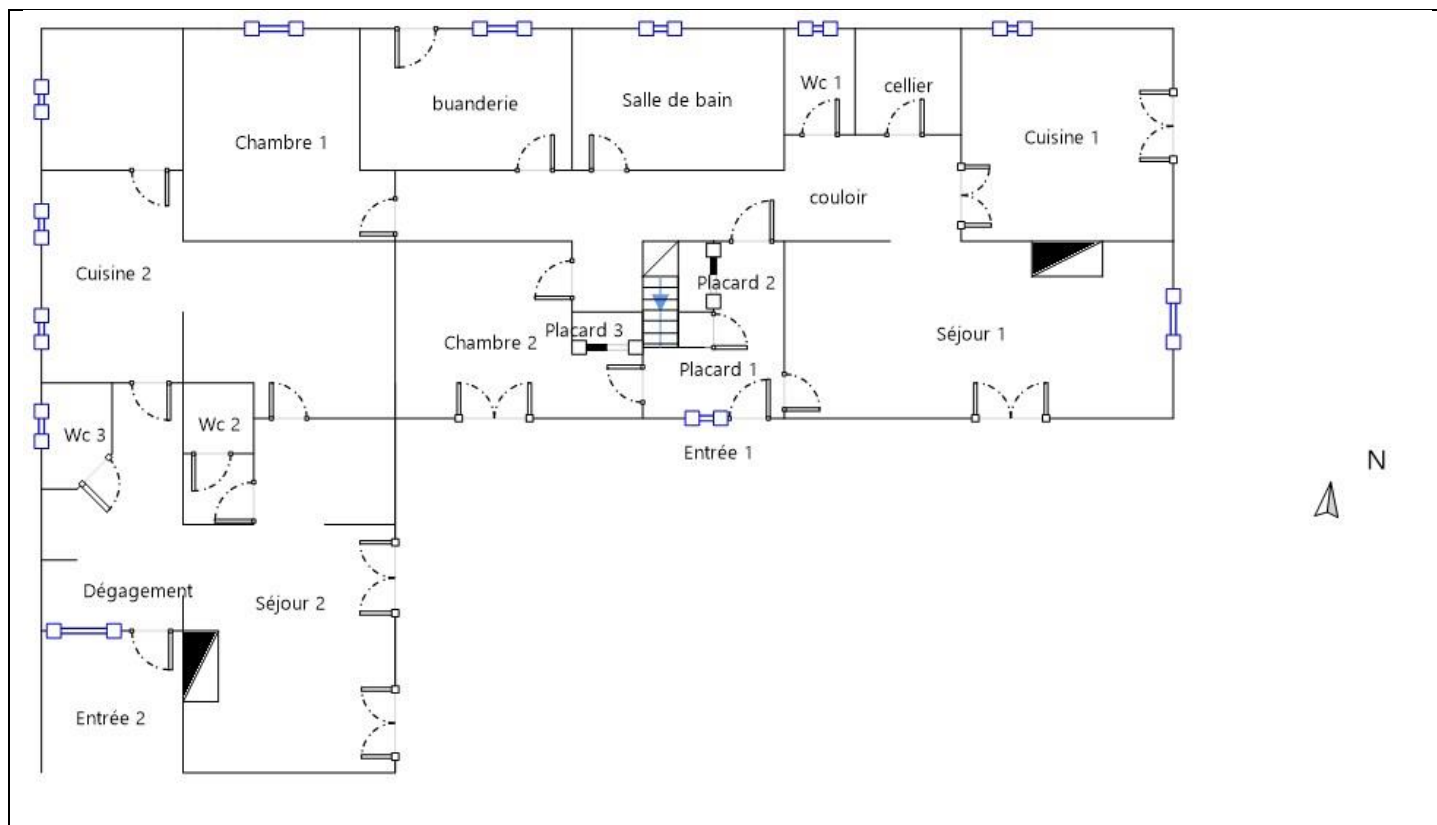 Wc 1
cellier
buanderie
Salle de bain
Chambre 1
Cuisine 1
couloir
Cuisine 2
Placard 2
Placard 3
Chambre 2
Séjour 1
Placard 1
Wc 3
Wc 2
Entrée 1
N
Dégagement
Séjour 2
Entrée 2